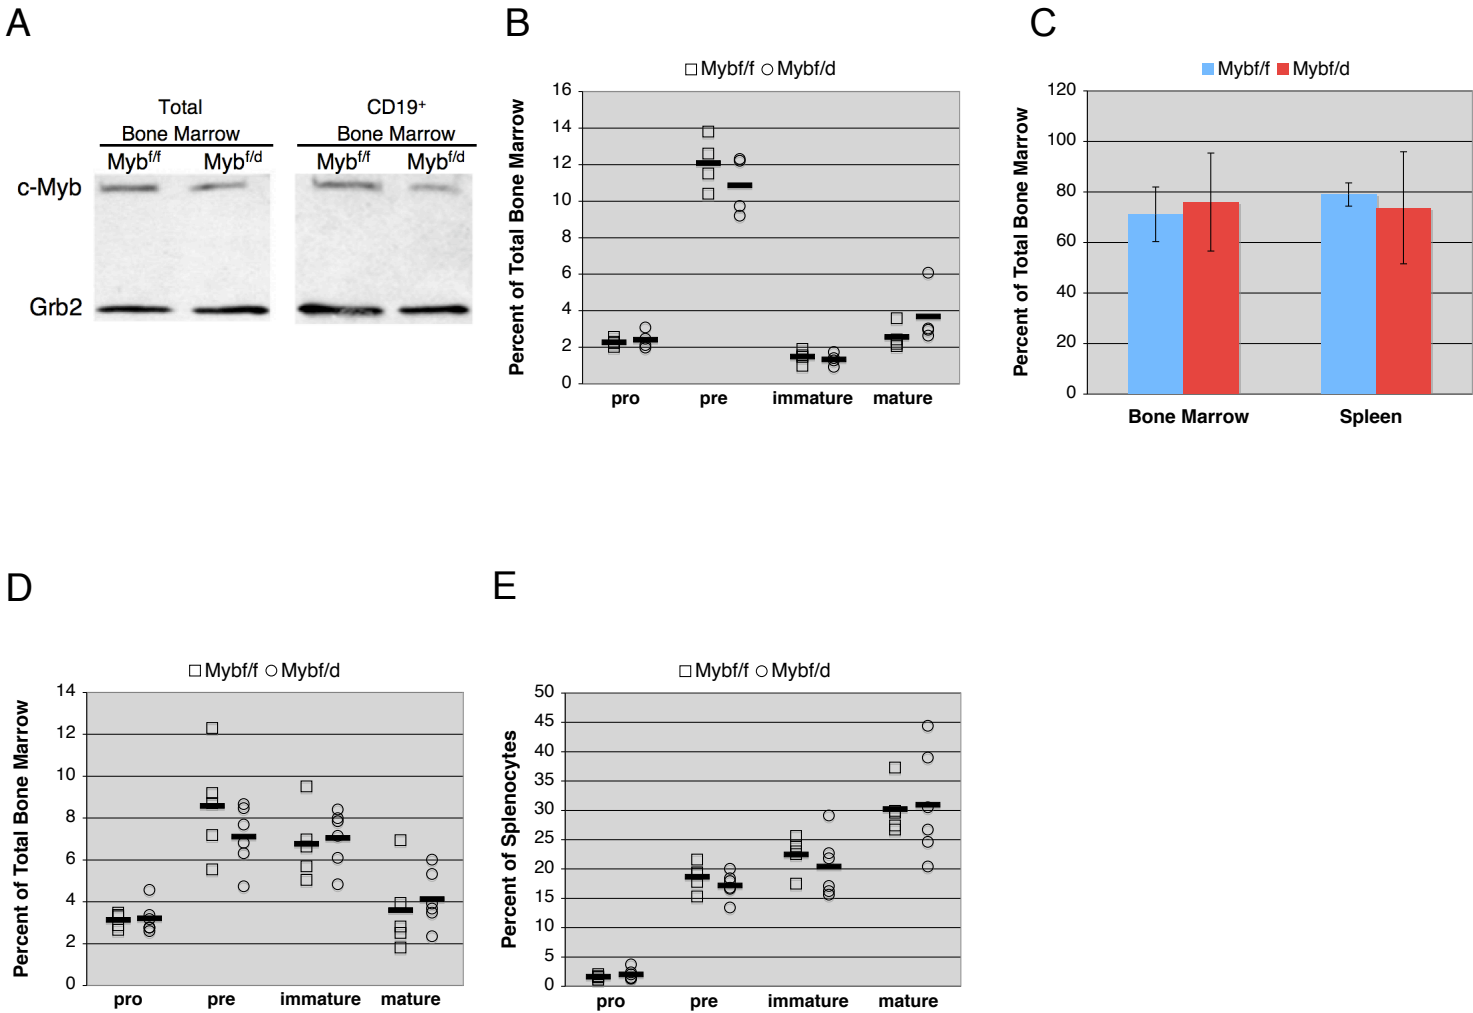 A
Total
Bone Marrow
CD19+
Bone Marrow
Mybf/f
Mybf/d
Mybf/f
Mybf/d
c-Myb
Grb2
B
Mybf/f Mybf/d
Percent of Total Bone Marrow
16
14
12
10
8
6
4
2
0
pro
pre
immature
mature
C
Mybf/f Mybf/d
Percent of Total Bone Marrow
120
100
80
60
40
20
0
Bone Marrow
Spleen
D
Mybf/f Mybf/d
Percent of Total Bone Marrow
14
12
10
8
6
4
2
0
pro
pre
immature
mature
E
Mybf/f Mybf/d
Percent of Splenocytes
50
45
40
35
30
25
20
15
10
5
0
pro
pre
immature
mature